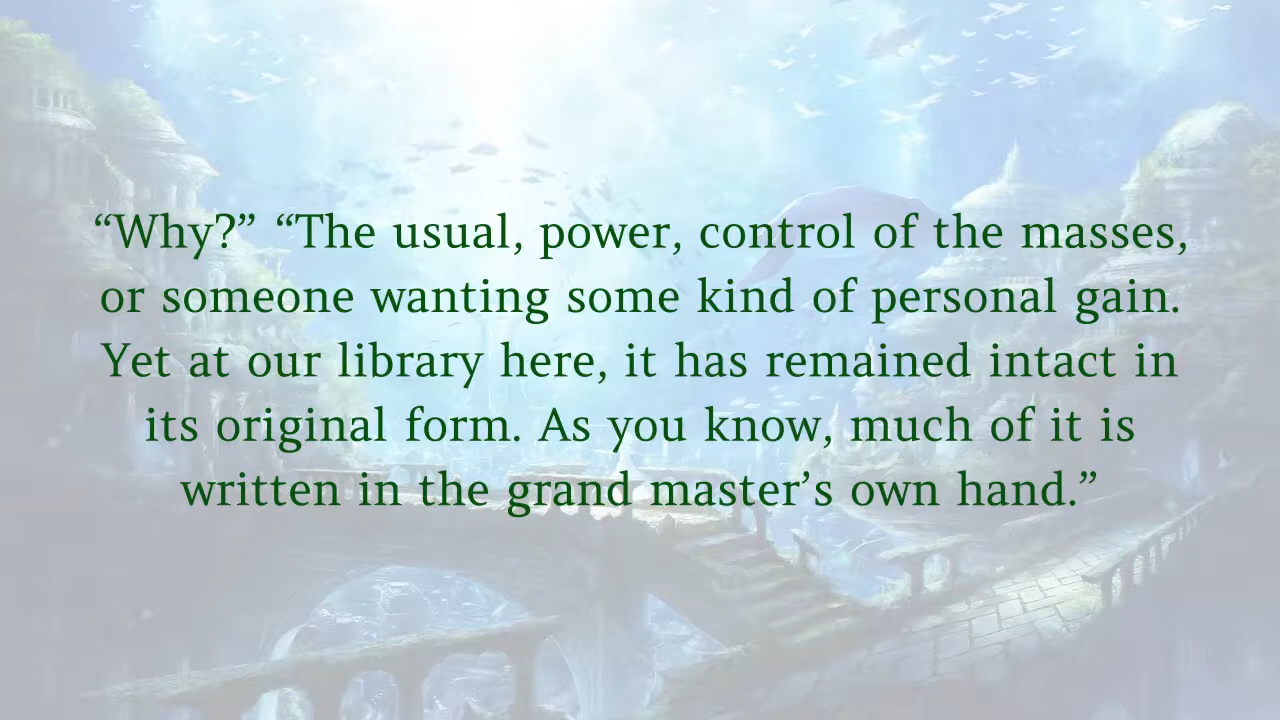 “Why?” “The usual, power, control of the masses,
or someone wanting some kind of personal gain.
Yet at our library here, it has remained intact in
its original form. As you know, much of it is
written in the grand master’s own hand.”